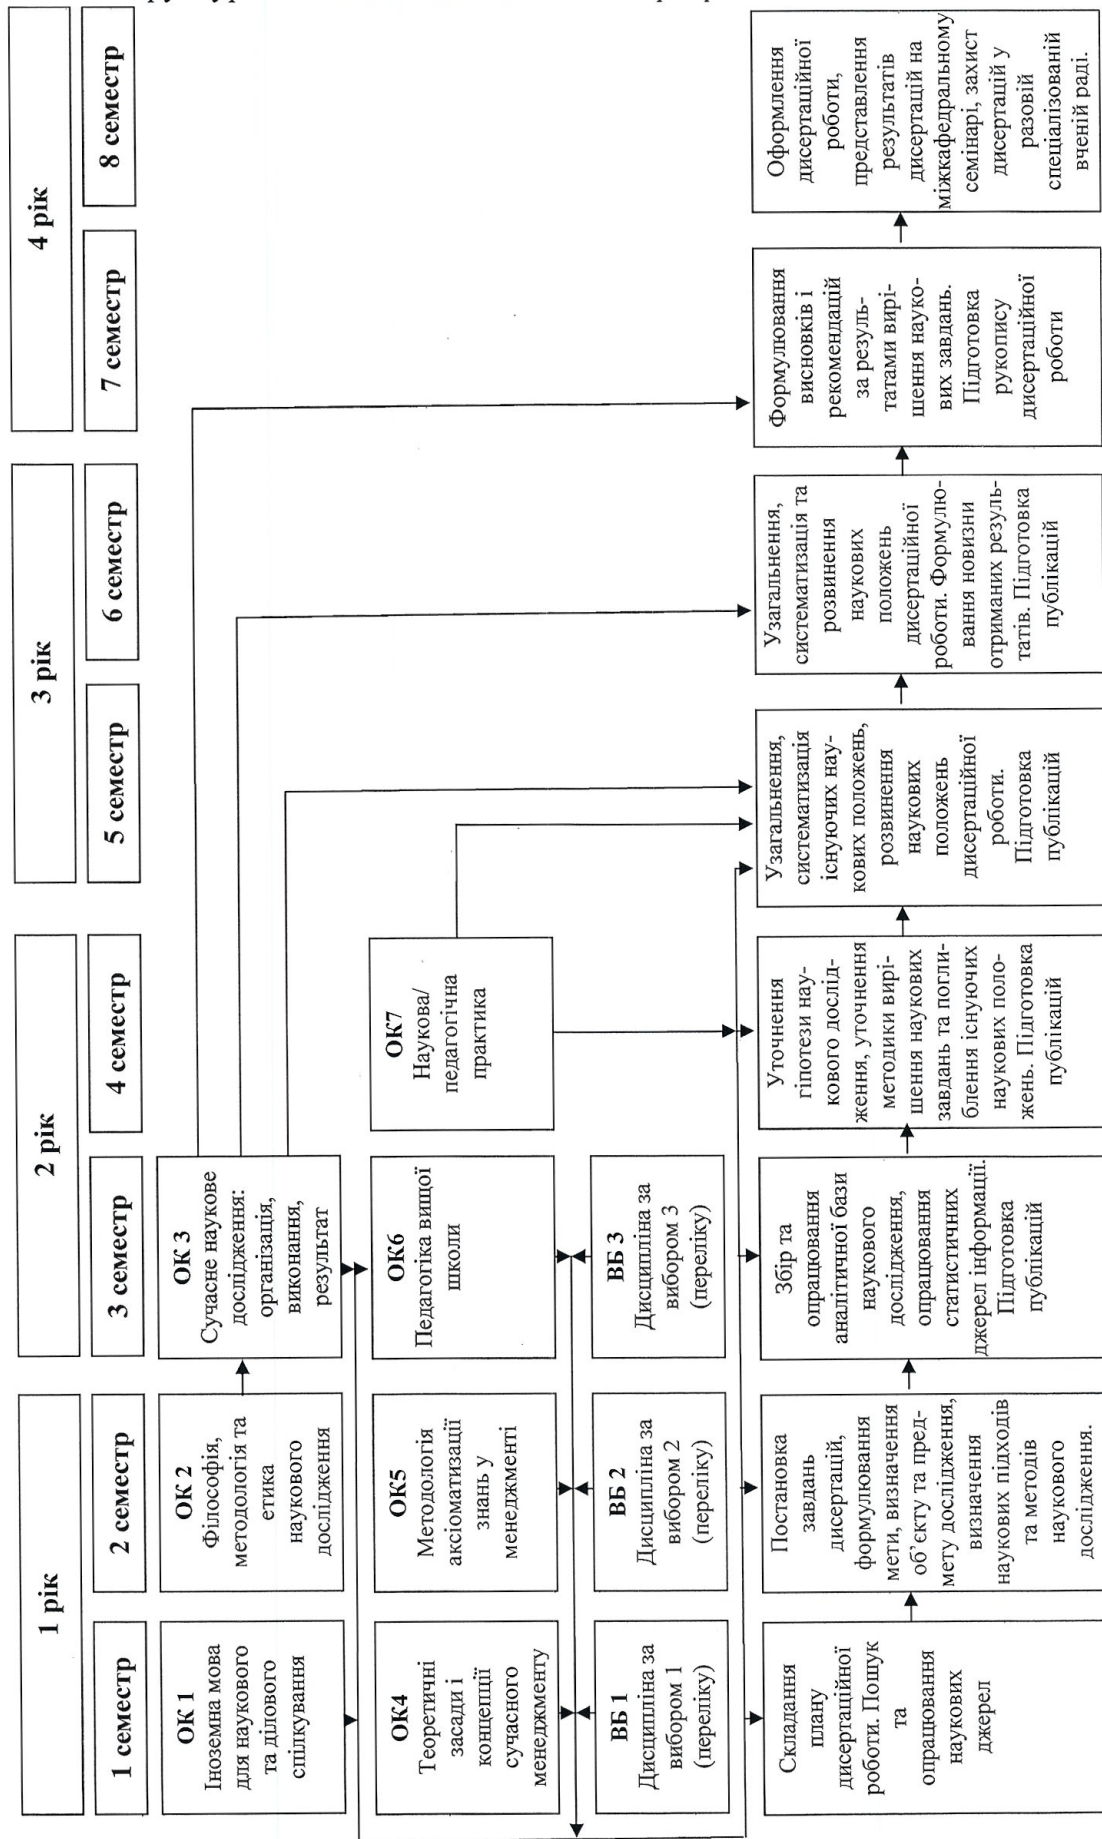 1 рік
2 рік
3 рік
4 рік
1 семестр
2 семестр
3 семестр
4 семестр
5 семестр
6 семестр
7 семестр
8 семестр
ОК 1
Іноземна мова
для наукового
та ділового
спілкування
ОК 2
Філософія,
методологія та
етика
наукового
дослідження
ОК 3
Сучасне наукове
дослідження:
організація,
виконання,
результат
ОК4
Теоретичні
засади і
концепції
сучасного
менеджменту
ОК5
Методологія
аксіоматизації
знань у
менеджменті
ОК6
Педагогіка вищої
школи
ОК7
Наукова/
педагогічна
практика
ВБ 1
Дисципліна за
вибором 1
(переліку)
ВБ 2
Дисципліна за
вибором 2
(переліку)
ВБ 3
Дисципліна за
вибором 3
(переліку)
Складання
плану
дисертаційної
роботи. Пошук
та
опрацювання
наукових
джерел
Постановка
завдань
дисертації,
формулювання
мети, визначення
об’єкту та пред-
мету дослідження,
визначення
наукових підходів
та методів
наукового
дослідження.
Збір та
опрацювання
аналітичної бази
наукового
дослідження,
опрацювання
статистичних
джерел інформації.
Підготовка
публікацій
Уточнення
гіпотези нау-
кового дослід-
ження, уточнення
методики вирі-
шення наукових
завдань та погли-
блення існуючих
наукових поло-
жень. Підготовка
публікацій
Узагальнення,
систематизація
існуючих нау-
кових положень,
розвинення
наукових
положень
дисертаційної
роботи.
Підготовка
публікацій
Узагальнення,
систематизація та
розвинення
наукових
положень
дисертаційної
роботи. Формулю-
вання новизни
отриманих резуль-
татів. Підготовка
публікацій
Формулювання
висновків і
рекомендацій
за резуль-
татами вирі-
шення науко-
вих завдань.
Підготовка
рукопису
дисертаційної
роботи
Оформлення
дисертаційної
роботи,
представлення
результатів
дисертацій на
міжкафедральному
семінарі, захист
дисертацій у
разовій
спеціалізованій
вченій раді.